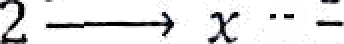 2 ⟶ x ·· –